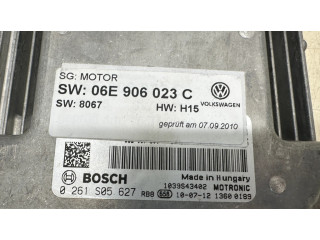 SG: MOTOR
SW: 06E 906 023 C
SW: 8067 HW: H15 VOLKSWAGEN
geprüft am 07.09.2010
Made in Hungary
BOSCH 1039S43402 MOTRONIC
0 261 S05 627 RBB 10-07-12 1360 0189